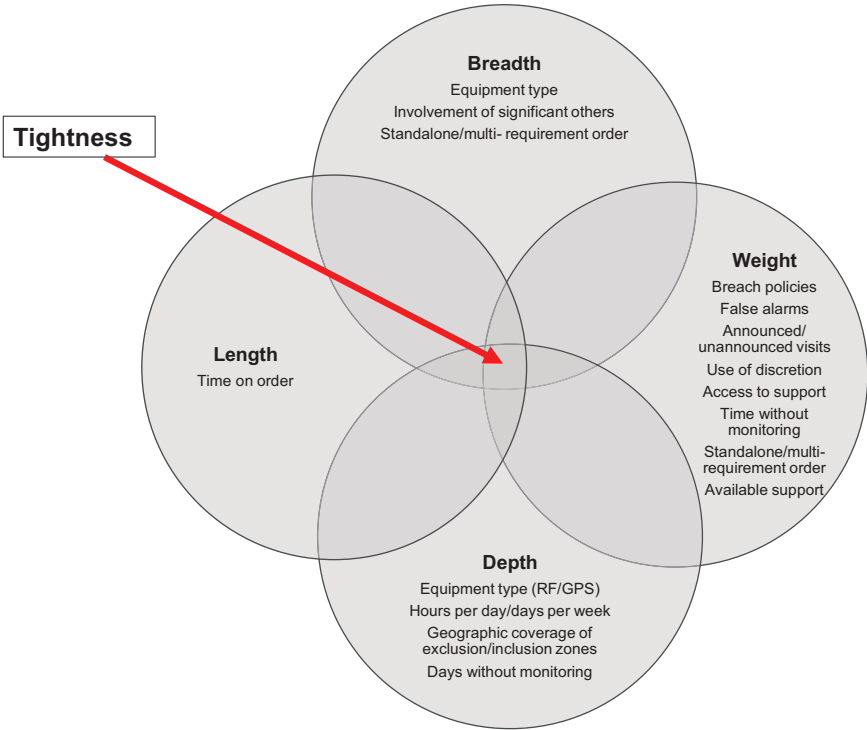 Breadth
Equipment type
Involvement of significant others
Standalone/multi- requirement order
Tightness
Length
Time on order
Weight
Breach policies
False alarms
Announced/
unannounced visits
Use of discretion
Access to support
Time without
monitoring
Standalone/multi-
requirement order
Available support
Depth
Equipment type (RF/GPS)
Hours per day/days per week
Geographic coverage of
exclusion/inclusion zones
Days without monitoring